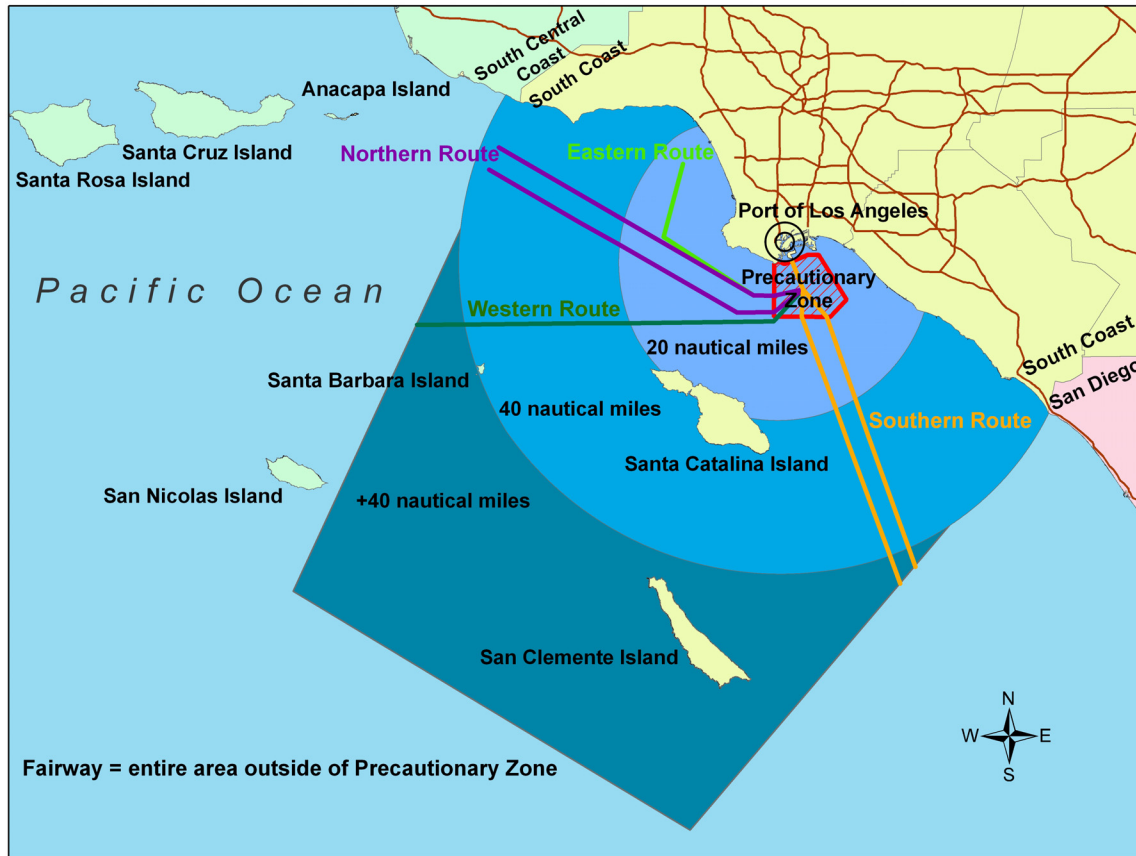 South Central
Coast
South Coast
Anacapa Island
Santa Cruz Island
Santa Rosa Island
Northern Route
Eastern Route
Port of Los Angeles
Precautionary
Zone
Pacific Ocean
Western Route
20 nautical miles
South Coast
San Diego
Santa Barbara Island
40 nautical miles
Southern Route
Santa Catalina Island
San Nicolas Island
+40 nautical miles
San Clemente Island
N
W
E
S
Fairway = entire area outside of Precautionary Zone